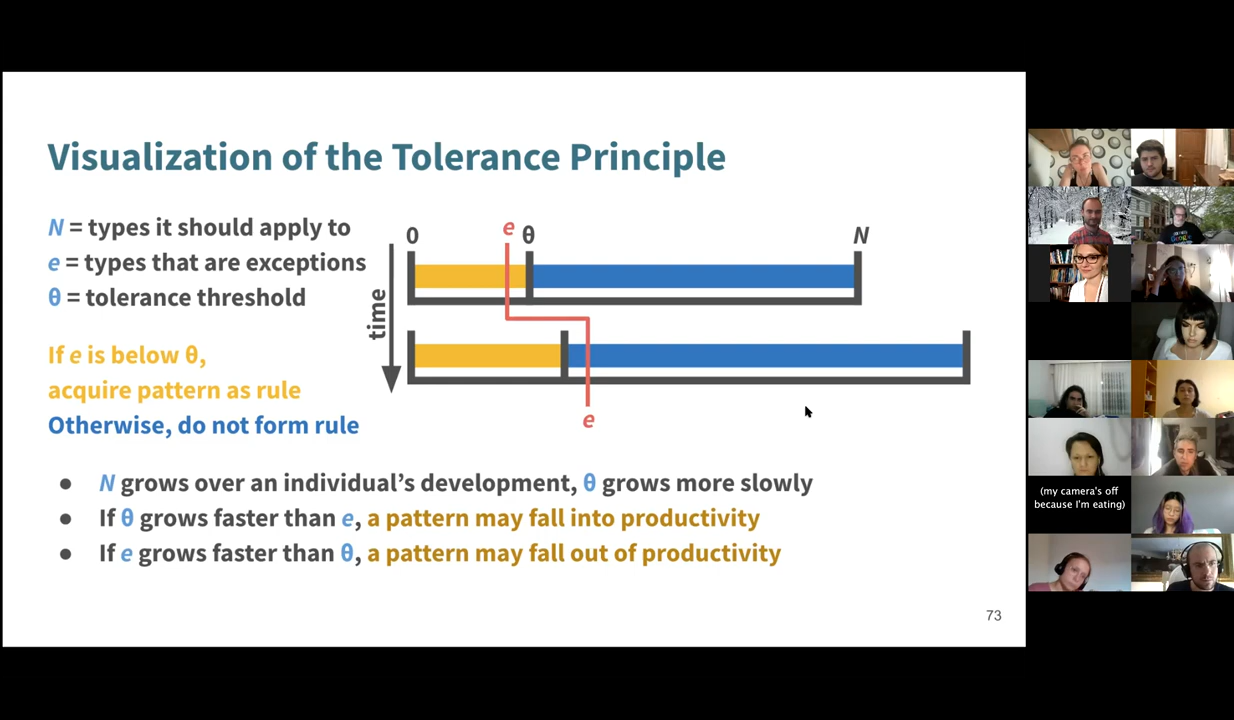 Visualization of the Tolerance Principle
N = types it should apply to
e = types that are exceptions
θ = tolerance threshold
If e is below θ,
acquire pattern as rule
Otherwise, do not form rule
0
e
θ
N
time
e
● N grows over an individual's development, θ grows more slowly
● If θ grows faster than e, a pattern may fall into productivity
● If e grows faster than θ, a pattern may fall out of productivity
73
(my camera's off
because I'm eating)